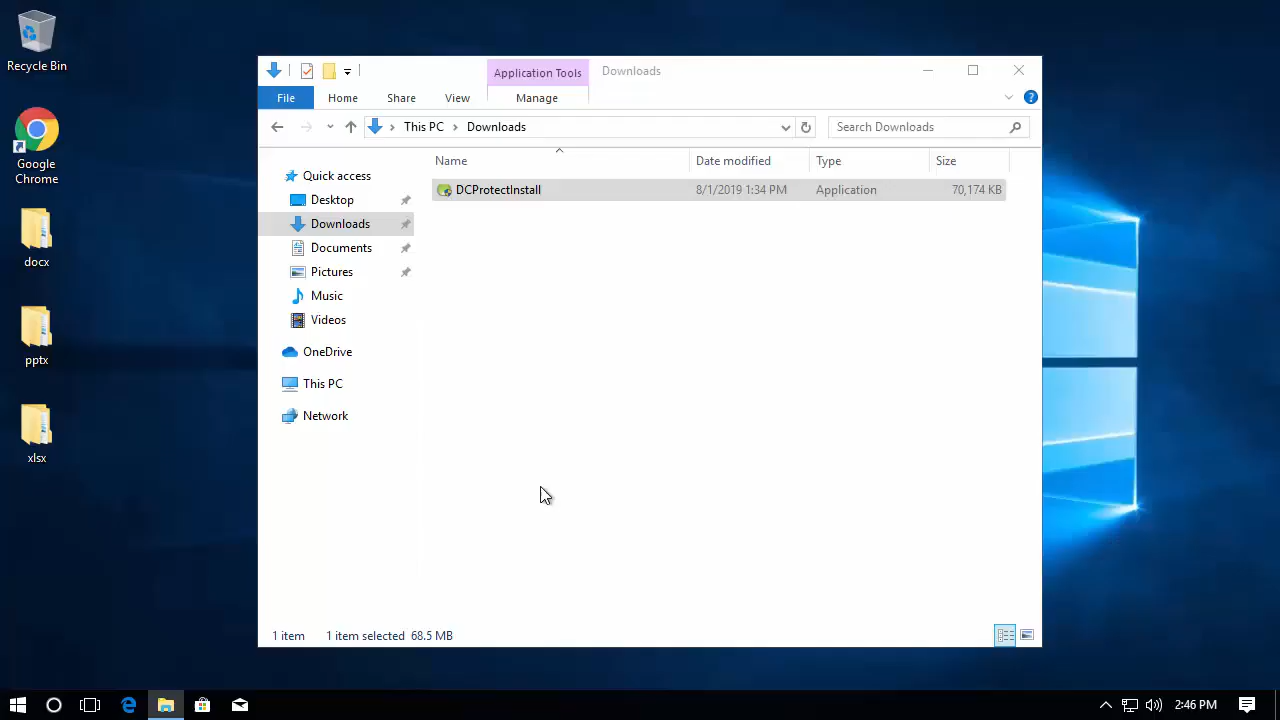 Recycle Bin
Google
Chrome
docx
pptx
xlsx
Application Tools
Downloads
File
Home
Share
View
Manage
This PC
Downloads
Search Downloads
Name
Date modified
Type
Size
Quick access
Desktop
Downloads
Documents
Pictures
Music
Videos
OneDrive
This PC
Network
DCProtectInstall
8/1/2019 1:34 PM
Application
70,174 KB
1 item
1 item selected 68.5 MB
2:46 PM